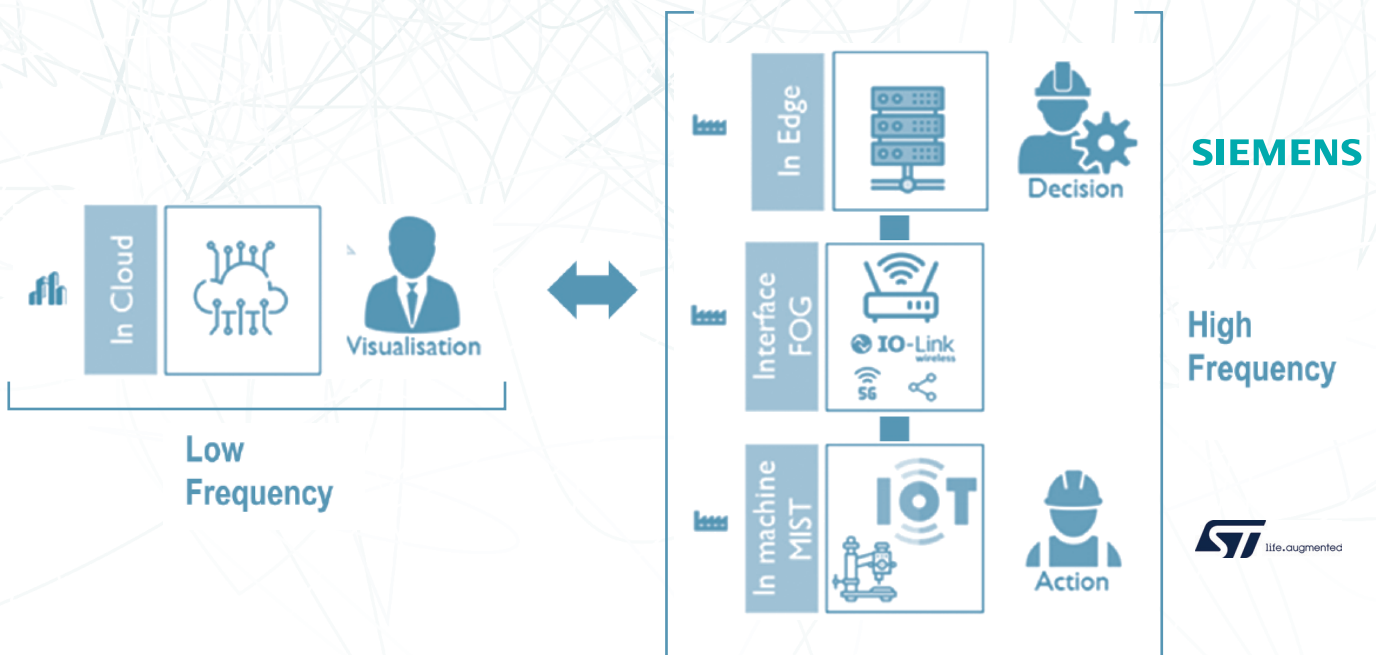 In Cloud
Visualisation
Low
Frequency
In Edge
Decision
Interface
FOG
IO-Link
wireless
5G
In machine
MIST
IOT
Action
SIEMENS
High
Frequency
ST
life.augmented